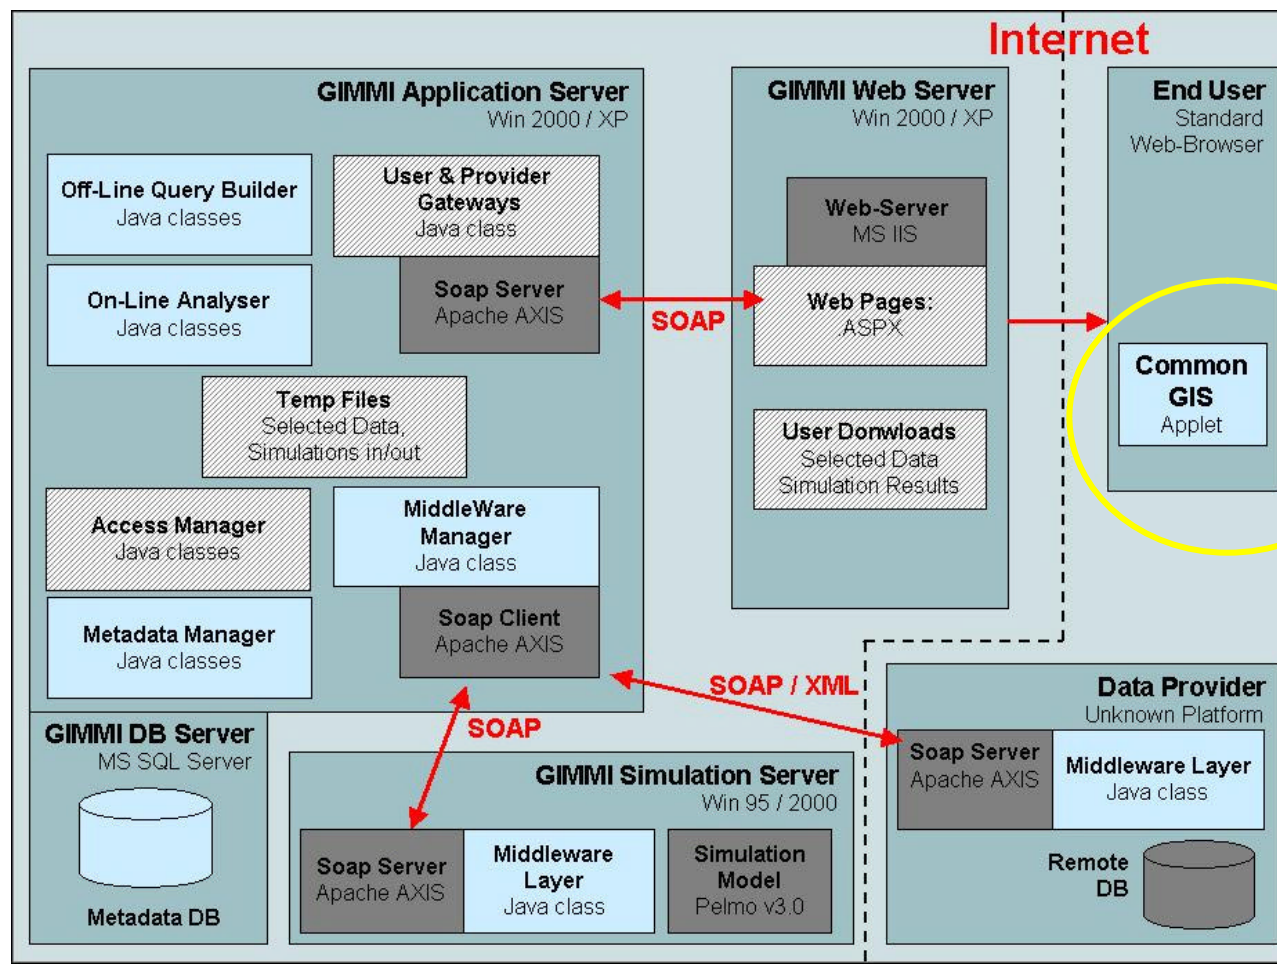 Internet
GIMMI Application Server
Win 2000 / XP
Off-Line Query Builder
Java classes
User & Provider
Gateways
Java class
On-Line Analyser
Java classes
Soap Server
Apache AXIS
Temp Files
Selected Data,
Simulations in/out
Access Manager
Java classes
MiddleWare
Manager
Java class
Metadata Manager
Java classes
Soap Client
Apache AXIS
SOAP
GIMMI Web Server
Win 2000 / XP
Web-Server
MS IIS
Web Pages:
.ASPX
User Donwloads
Selected Data
Simulation Results
End User
Standard
Web-Browser
Common
GIS
Applet
GIMMI DB Server
MS SQL Server
Metadata DB
SOAP
GIMMI Simulation Server
Win 95 / 2000
Soap Server
Apache AXIS
Middleware
Layer
Java class
Simulation
Model
Pelmo v3.0
SOAP / XML
Data Provider
Unknown Platform
Soap Server
Apache AXIS
Middleware Layer
Java class
Remote
DB